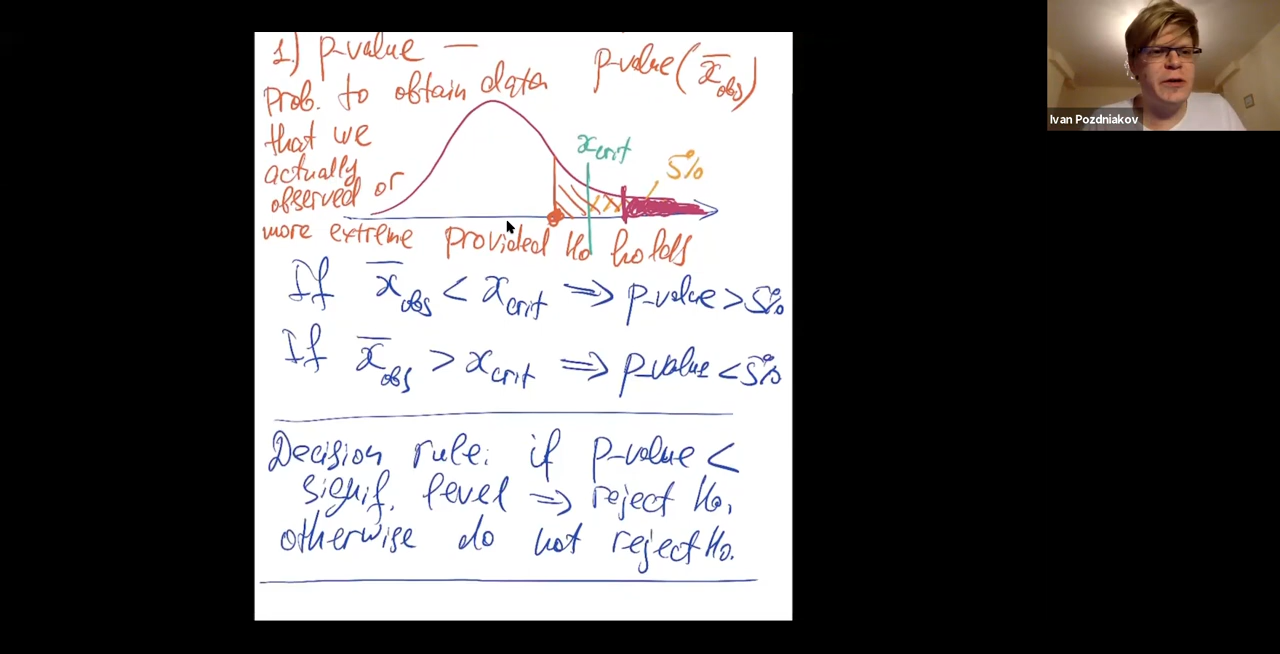 1.) p-value —
prob. to obtain data
that we
actually
observed or
more extreme provided H₀ holds
p-value(x̄obs)
xcrit
5%
If x̄obs < xcrit ⇒ p-value > 5%
If x̄obs > xcrit ⇒ p-value < 5%
Decision rule: if p-value <
signif. level ⇒ reject H₀,
otherwise do not reject H₀.
Ivan Pozdniakov